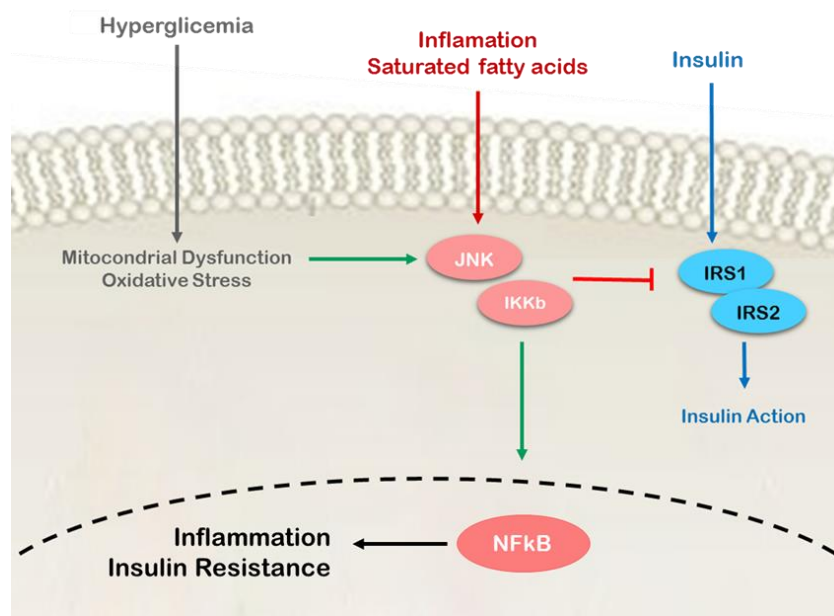 Hyperglicemia
Inflamation
Saturated fatty acids
Insulin
Mitocondrial Dysfunction
Oxidative Stress
JNK
IKKb
IRS1
IRS2
Insulin Action
Inflammation
Insulin Resistance
NFkB